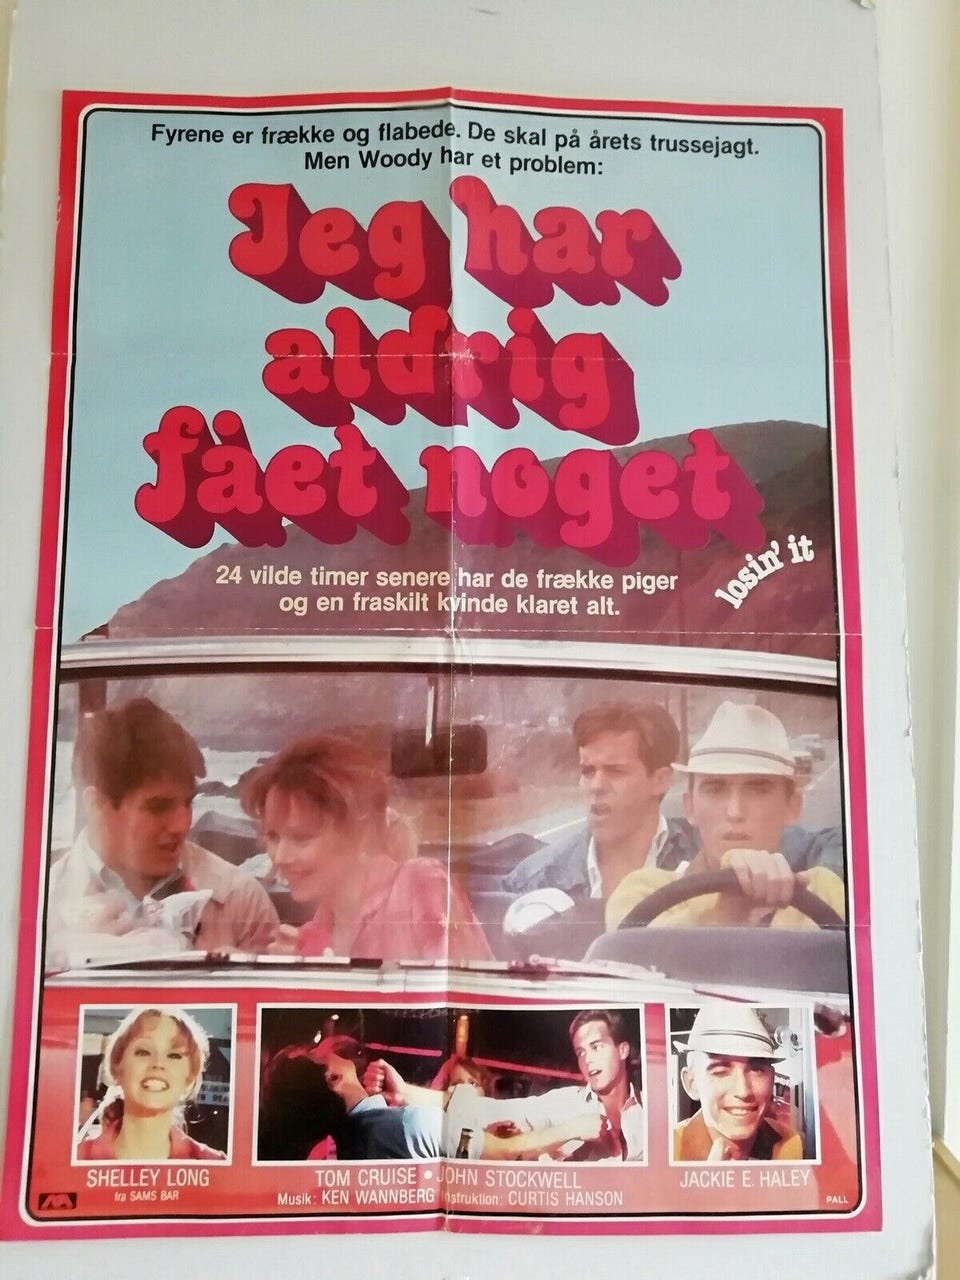 Fyrene er frække og flabede. De skal på årets trussejagt.
Men Woody har et problem:
Jeg har
aldrig
fået noget
losin' it
24 vilde timer senere har de frække piger
og en fraskilt kvinde klaret alt.
SHELLEY LONG
fra SAMS BAR
TOM CRUISE • JOHN STOCKWELL
Musik: KEN WANNBERG Instruktion: CURTIS HANSON
JACKIE E. HALEY
PALL